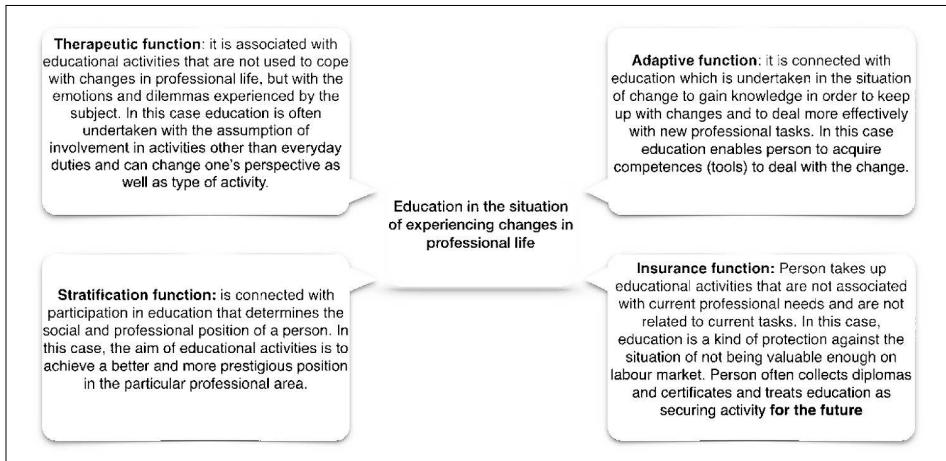 Therapeutic function: it is associated with
educational activities that are not used to cope
with changes in professional life, but with the
emotions and dilemmas experienced by the
subject. In this case education is often
undertaken with the assumption of
involvement in activities other than everyday
duties and can change one's perspective as
well as type of activity.
Adaptive function: it is connected with
education which is undertaken in the situation
of change to gain knowledge in order to keep
up with changes and to deal more effectively
with new professional tasks. In this case
education enables person to acquire
competences (tools) to deal with the change.
Education in the situation
of experiencing changes in
professional life
Stratification function: is connected with
participation in education that determines the
social and professional position of a person. In
this case, the aim of educational activities is to
achieve a better and more prestigious position
in the particular professional area.
Insurance function: Person takes up
educational activities that are not associated
with current professional needs and are not
related to current tasks. In this case,
education is a kind of protection against the
situation of not being valuable enough on
labour market. Person often collects diplomas
and certificates and treats education as
securing activity for the future